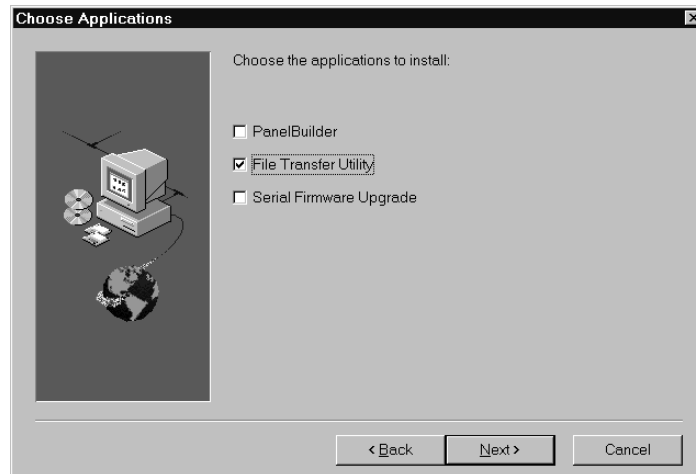 Choose Applications
Choose the applications to install:
PanelBuilder
File Transfer Utility
Serial Firmware Upgrade
< Back
Next >
Cancel